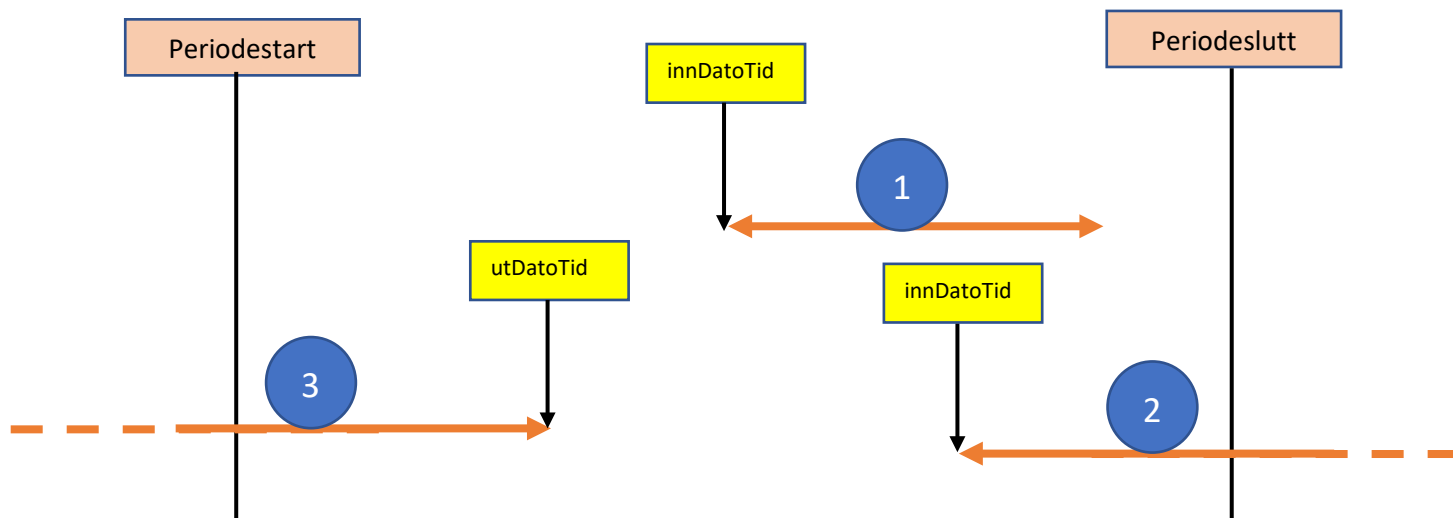 Periodestart
Periodeslutt
innDatoTid
1
utDatoTid
innDatoTid
3
2